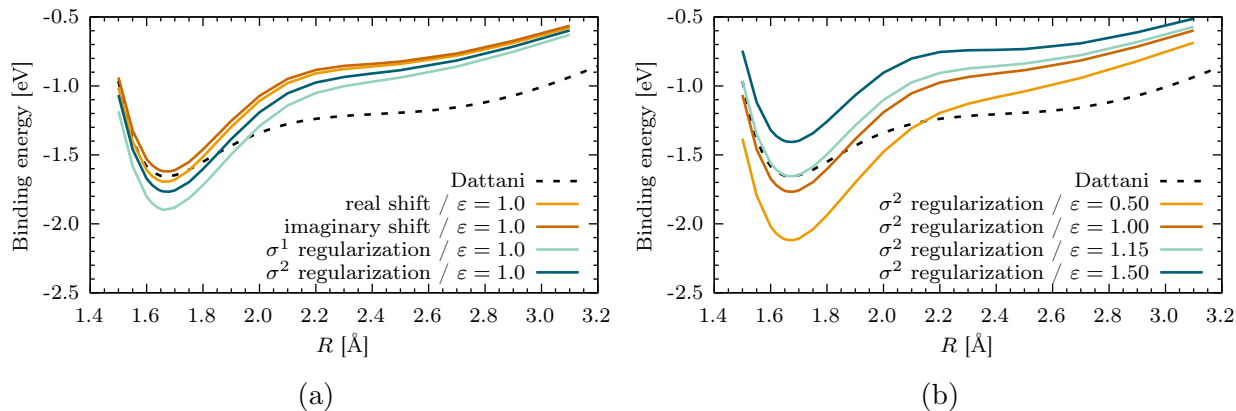 -0.5
-1.0
-1.5
-2.0
-2.5
Binding energy [eV]
1.4 1.6 1.8 2.0 2.2 2.4 2.6 2.8 3.0 3.2
R [Å]
Dattani
real shift / ε = 1.0
imaginary shift / ε = 1.0
σ¹ regularization / ε = 1.0
σ² regularization / ε = 1.0
(a)
-0.5
-1.0
-1.5
-2.0
-2.5
Binding energy [eV]
1.4 1.6 1.8 2.0 2.2 2.4 2.6 2.8 3.0 3.2
R [Å]
Dattani
σ² regularization / ε = 0.50
σ² regularization / ε = 1.00
σ² regularization / ε = 1.15
σ² regularization / ε = 1.50
(b)